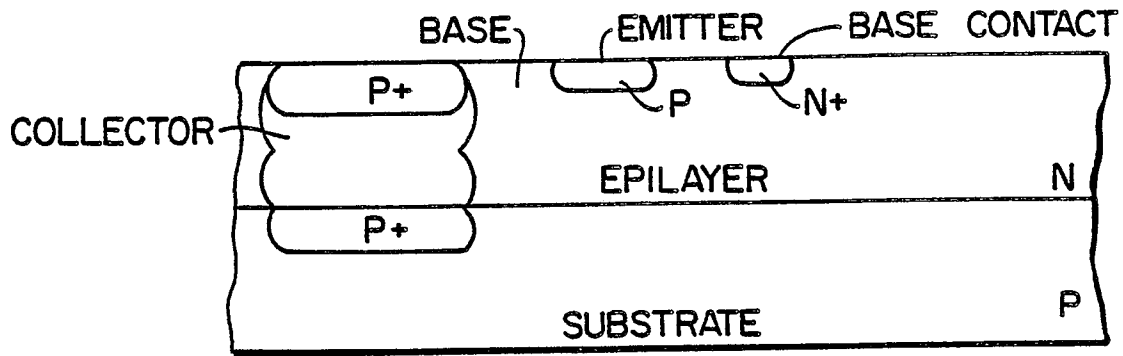 BASE
EMITTER
BASE CONTACT
P+
P
N+
COLLECTOR
EPILAYER
N
P+
P
SUBSTRATE